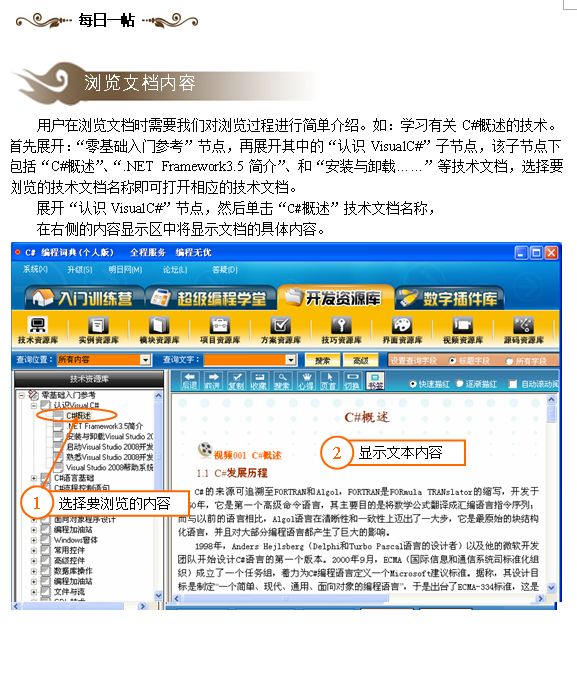 每日一帖
浏览文档内容
用户在浏览文档时需要我们对浏览过程进行简单介绍。如：学习有关 C#概述的技术。
首先展开：“零基础入门参考”节点，再展开其中的“认识 VisualC#”子节点，该子节点下
包括“C#概述”、“.NET Framework3.5 简介”、和“安装与卸载……”等技术文档，选择要
浏览的技术文档名称即可打开相应的技术文档。
展开“认识 VisualC#”节点，然后单击“C#概述”技术文档名称，
在右侧的内容显示区中将显示文档的具体内容。
C# 编程词典(个人版) 全程服务 编程无忧
系统(X) 升级(S) 明日网(M) 论坛(L) 答疑(D)
入门训练营 超级编程学堂 开发资源库 数字插件库
技术资源库 实例资源库 模块资源库 项目资源库 方案资源库 技巧资源库 界面资源库 视频资源库 源码资源库
查询位置： 所有内容 查询文字： 搜索 高级 设置查询字段 标题字段 所有字段
技术资源库
后退 前进 复制 收藏 搜索 心得 页首 切换 书签 快速描红 逐渐描红 自动滚动阅
零基础入门参考
认识Visual C#
C#概述
.NET Framework3.5简介
安装与卸载Visual Studio 20
启动Visual Studio 2008开发
熟悉Visual Studio 2008开发
Visual Studio 2008帮助系统
C#语言基础
C#流程控制语句
1 选择要浏览的内容
面向对象程序设计
编程加油站
Windows窗体
常用控件
高级控件
数据库操作
编程加油站
文件与流
C#概述
视频001 C#概述
2 显示文本内容
1.1 C#发展历程
C#的来源可追溯至FORTRAN和Algol，FORTRAN是FORmula TRANslator的缩写，开发于
60年，它是第一个高级命令语言，其主要目的是将数学公式翻译成汇编语言指令序列，
而与以前的语言相比，Algol语言在清晰性和一致性上迈出了一大步，它是最原始的块结构
化语言，并且对大部分编程语言都产生了巨大的影响。
1998年，Anders Hejlsberg（Delphi和Turbo Pascal语言的设计者）以及他的微软开发
团队开始设计C#语言的第一个版本。2000年9月，ECMA（国际信息和通信系统司标准化组
织）成立了一个任务组，着力为C#编程语言定义一个Microsoft建议标准。据称，其设计目
标是制定“一个简单、现代、通用、面向对象的编程语言”，于是出台了ECMA-334标准，这是